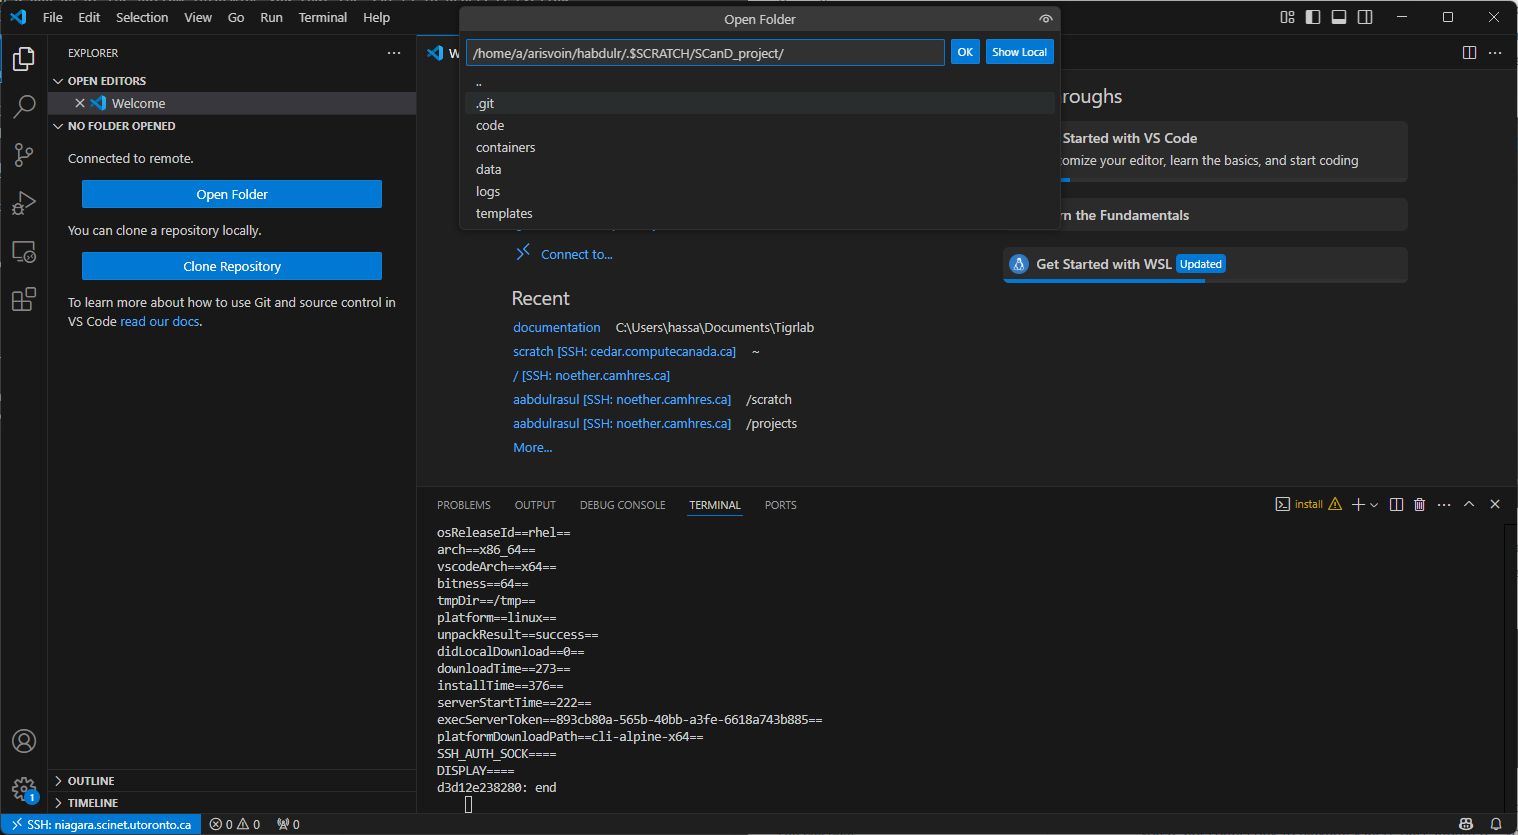 File Edit Selection View Go Run Terminal Help
Open Folder
/home/a/arisvoin/habdulr/.$SCRATCH/SCanD_project/
OK
Show Local
..
.git
code
containers
data
logs
templates
EXPLORER
OPEN EDITORS
Welcome
NO FOLDER OPENED
Connected to remote.
Open Folder
You can clone a repository locally.
Clone Repository
To learn more about how to use Git and source control in
VS Code read our docs.
OUTLINE
TIMELINE
W
Connect to...
Recent
documentation C:\Users\hassa\Documents\Tigrlab
scratch [SSH: cedar.computecanada.ca] ~
/ [SSH: noether.camhres.ca]
aabdulrasul [SSH: noether.camhres.ca] /scratch
aabdulrasul [SSH: noether.camhres.ca] /projects
More...
roughs
Started with VS Code
omize your editor, learn the basics, and start coding
rn the Fundamentals
Get Started with WSL Updated
PROBLEMS OUTPUT DEBUG CONSOLE TERMINAL PORTS
install
osReleaseId==rhel==
arch==x86_64==
vscodeArch==x64==
bitness==64==
tmpDir==/tmp==
platform==linux==
unpackResult==success==
didLocalDownload==0==
downloadTime==273==
installTime==376==
serverStartTime==222==
execServerToken==893cb80a-565b-40bb-a3fe-6618a743b885==
platformDownloadPath==cli-alpine-x64==
SSH_AUTH_SOCK====
DISPLAY====
d3d12e238280: end
1
SSH: niagara.scinet.utoronto.ca 0 0 0